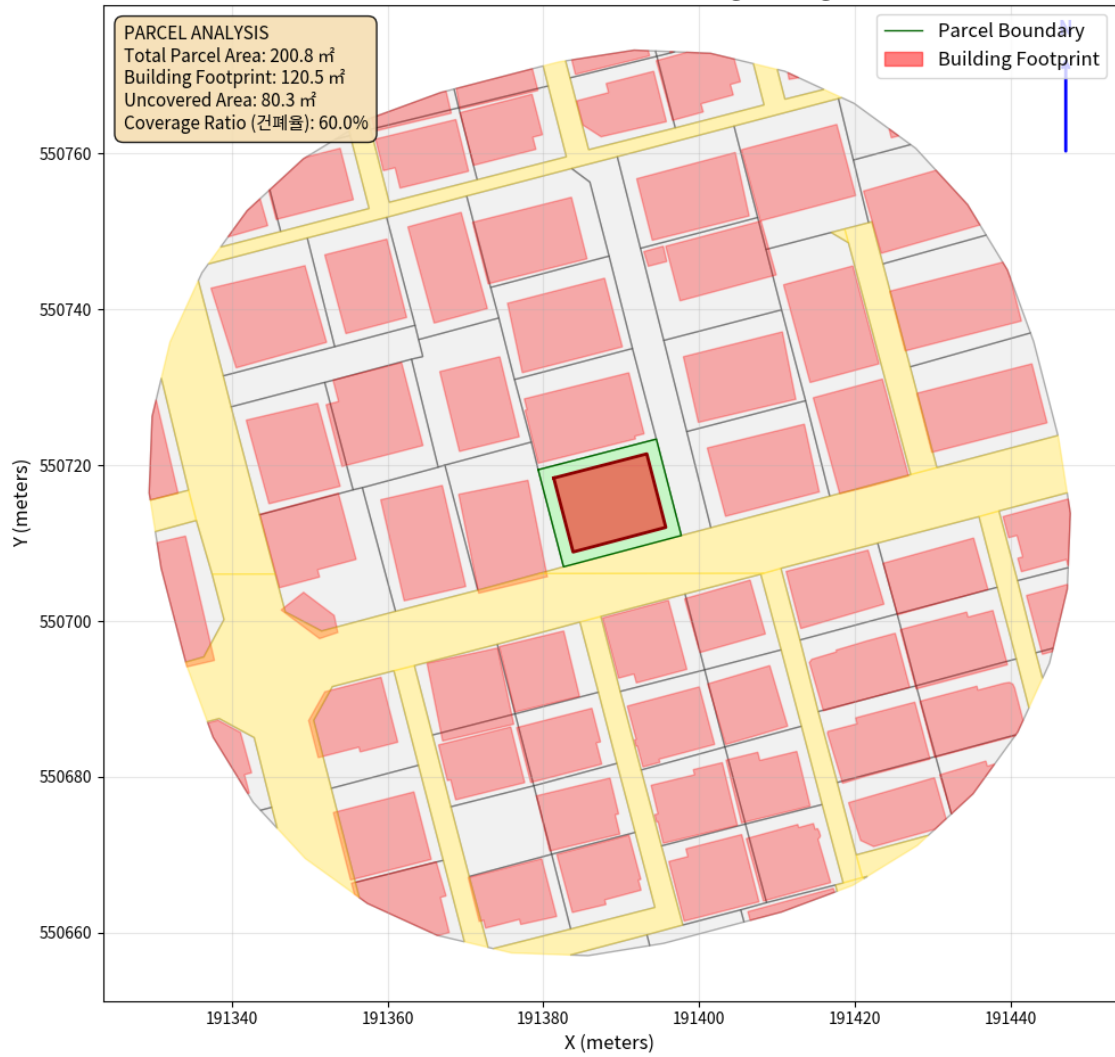 PARCEL ANALYSIS
Total Parcel Area: 200.8 ㎡
Building Footprint: 120.5 ㎡
Uncovered Area: 80.3 ㎡
Coverage Ratio (건폐율): 60.0%
Parcel Boundary
Building Footprint
N
550760
550740
550720
550700
550680
550660
Y (meters)
191340 191360 191380 191400 191420 191440
X (meters)